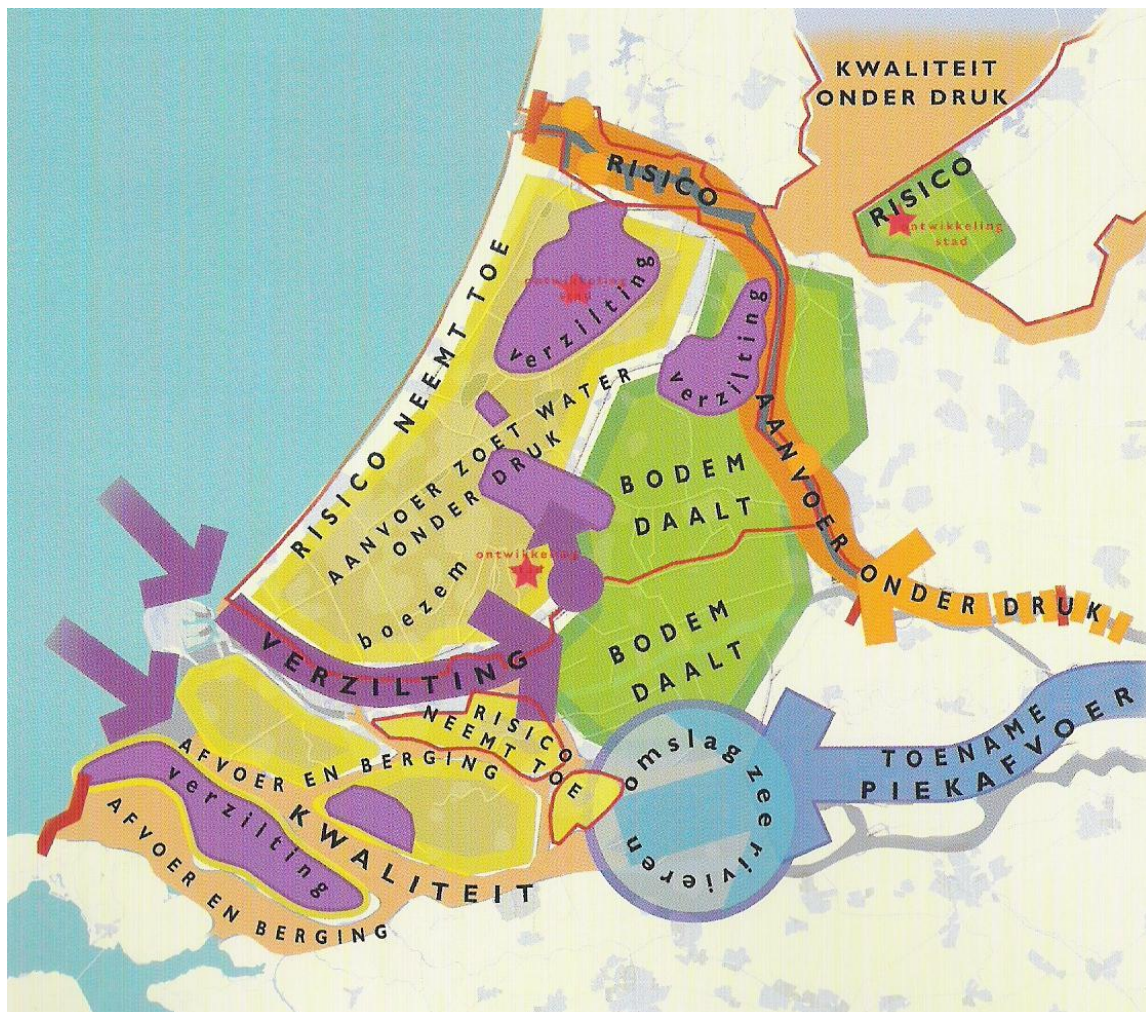 KWALITEIT
ONDER DRUK
RISICO
RISICO
ontwikkeling
stad
RISICO NEEMT TOE
ontwikkeling
stad
verzilting
verzilting
AANVOER ZOET WATER
ONDER DRUK
BODEM
DAALT
AANVOER ONDER DRUK
ontwikkeling
boezem
VERZILTING
BODEM
DAALT
RISICO
NEEMT TOE
AFVOER EN BERGING
KWALITEIT
verzilting
AFVOER EN BERGING
omslag zee rivieren
TOENAME
PIEKAFVOER